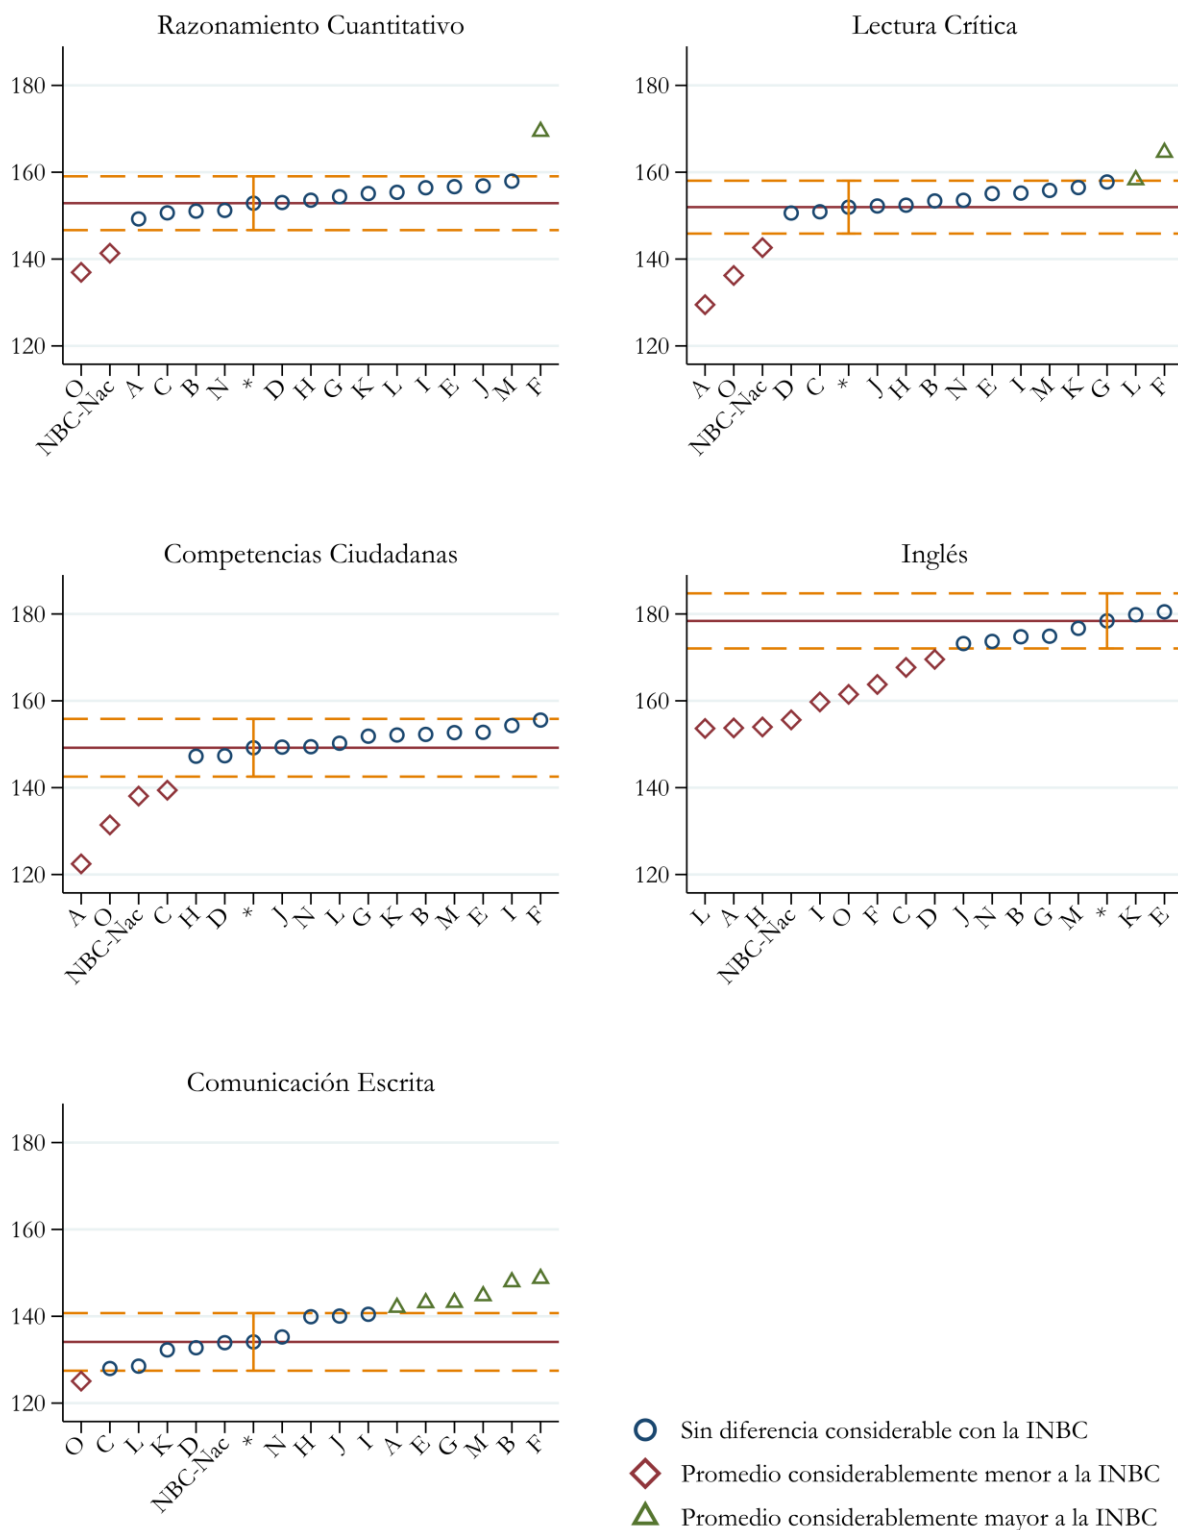 Razonamiento Cuantitativo
180
160
140
120
O NBC-Nac A C B N * D H G K L I E J M F
Lectura Crítica
180
160
140
120
A O NBC-Nac D C * J H B N E I M K G L F
Competencias Ciudadanas
180
160
140
120
A O NBC-Nac C H D * J N L G K B M E I F
Inglés
180
160
140
120
L A H NBC-Nac I O F C D J N B G M * K E
Comunicación Escrita
180
160
140
120
O C L K D NBC-Nac * N H J I A E G M B F
Sin diferencia considerable con la INBC
Promedio considerablemente menor a la INBC
Promedio considerablemente mayor a la INBC